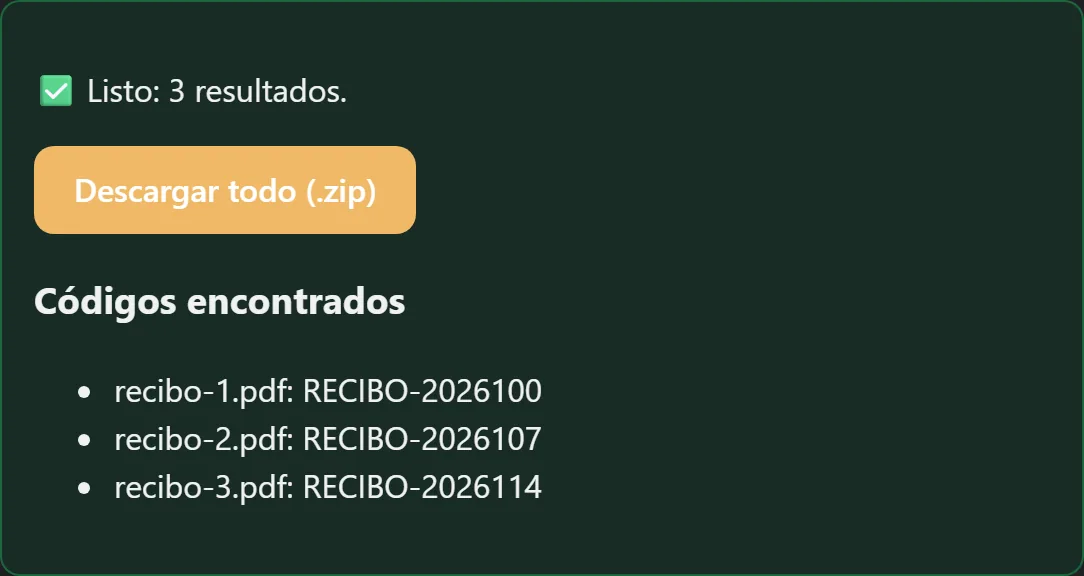 ✅ Listo: 3 resultados.
Descargar todo (.zip)
Códigos encontrados
• recibo-1.pdf: RECIBO-2026100
• recibo-2.pdf: RECIBO-2026107
• recibo-3.pdf: RECIBO-2026114